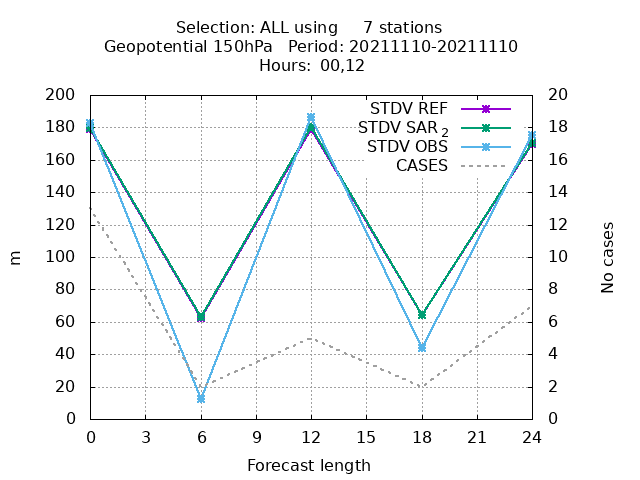 Selection: ALL using     7 stations
Geopotential 150hPa   Period: 20211110-20211110
Hours:  00,12
200 20
180 18
160 16
140 14
120 12
100 10
80 8
60 6
40 4
20 2
0 0
STDV REF
STDV SAR 2
STDV OBS
CASES
m
No cases
0 3 6 9 12 15 18 21 24
Forecast length